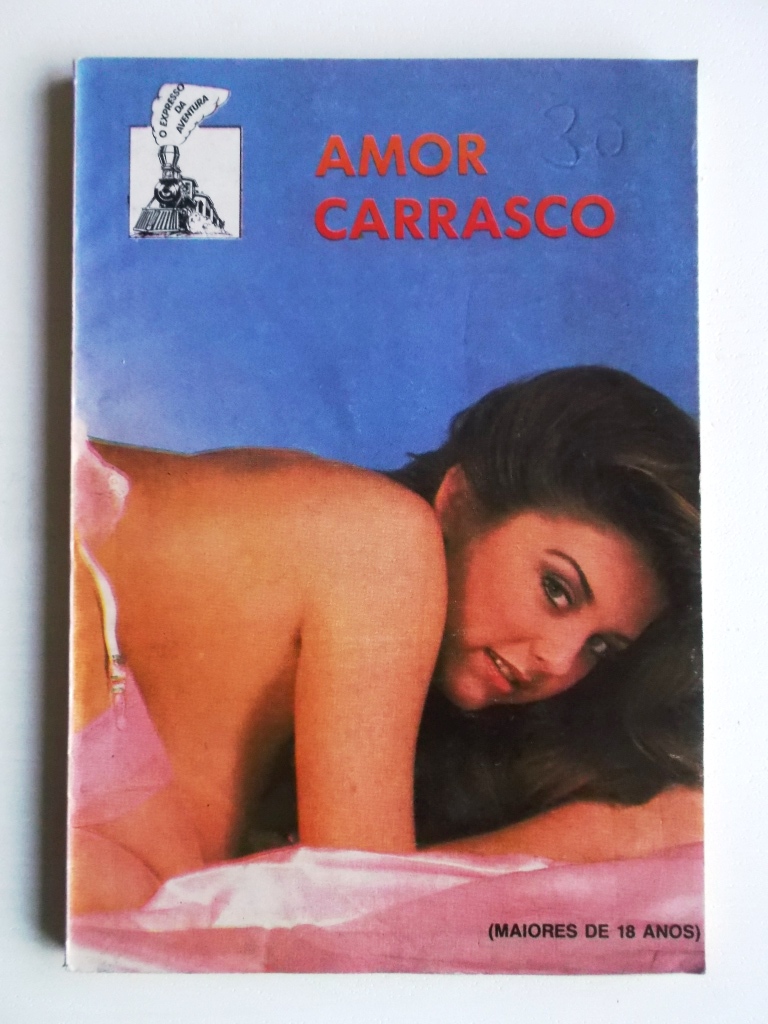 O EXPRESSO
DA
AVENTURA
AMOR
CARRASCO
30
(MAIORES DE 18 ANOS)